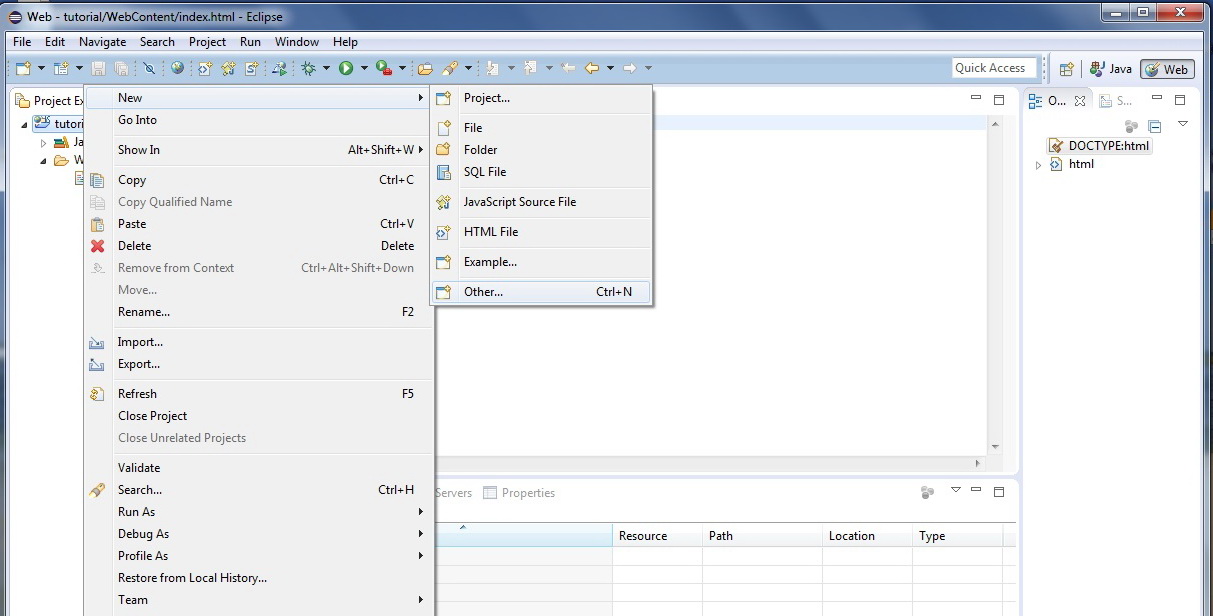 Web - tutorial/WebContent/index.html - Eclipse
File Edit Navigate Search Project Run Window Help
Quick Access Java Web
Project Ex
tutori
Ja
W
New
Go Into
Show In Alt+Shift+W
Copy Ctrl+C
Copy Qualified Name
Paste Ctrl+V
Delete Delete
Remove from Context Ctrl+Alt+Shift+Down
Move...
Rename... F2
Import...
Export...
Refresh F5
Close Project
Close Unrelated Projects
Validate
Search... Ctrl+H
Run As
Debug As
Profile As
Restore from Local History...
Team
Project...
File
Folder
SQL File
JavaScript Source File
HTML File
Example...
Other... Ctrl+N
O... S...
DOCTYPE:html
html
Servers Properties
Resource Path Location Type